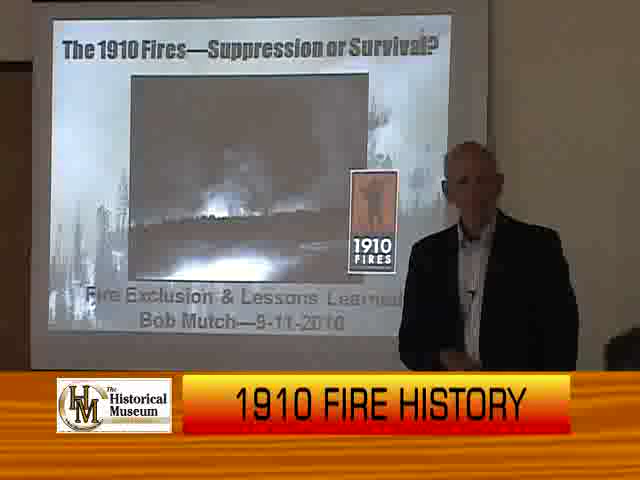 The 1910 Fires—Suppression or Survival?
1910
FIRES
Fire Exclusion & Lessons Learned
Bob Mutch—9-11-2010
HM
The
Historical
Museum
1910 FIRE HISTORY